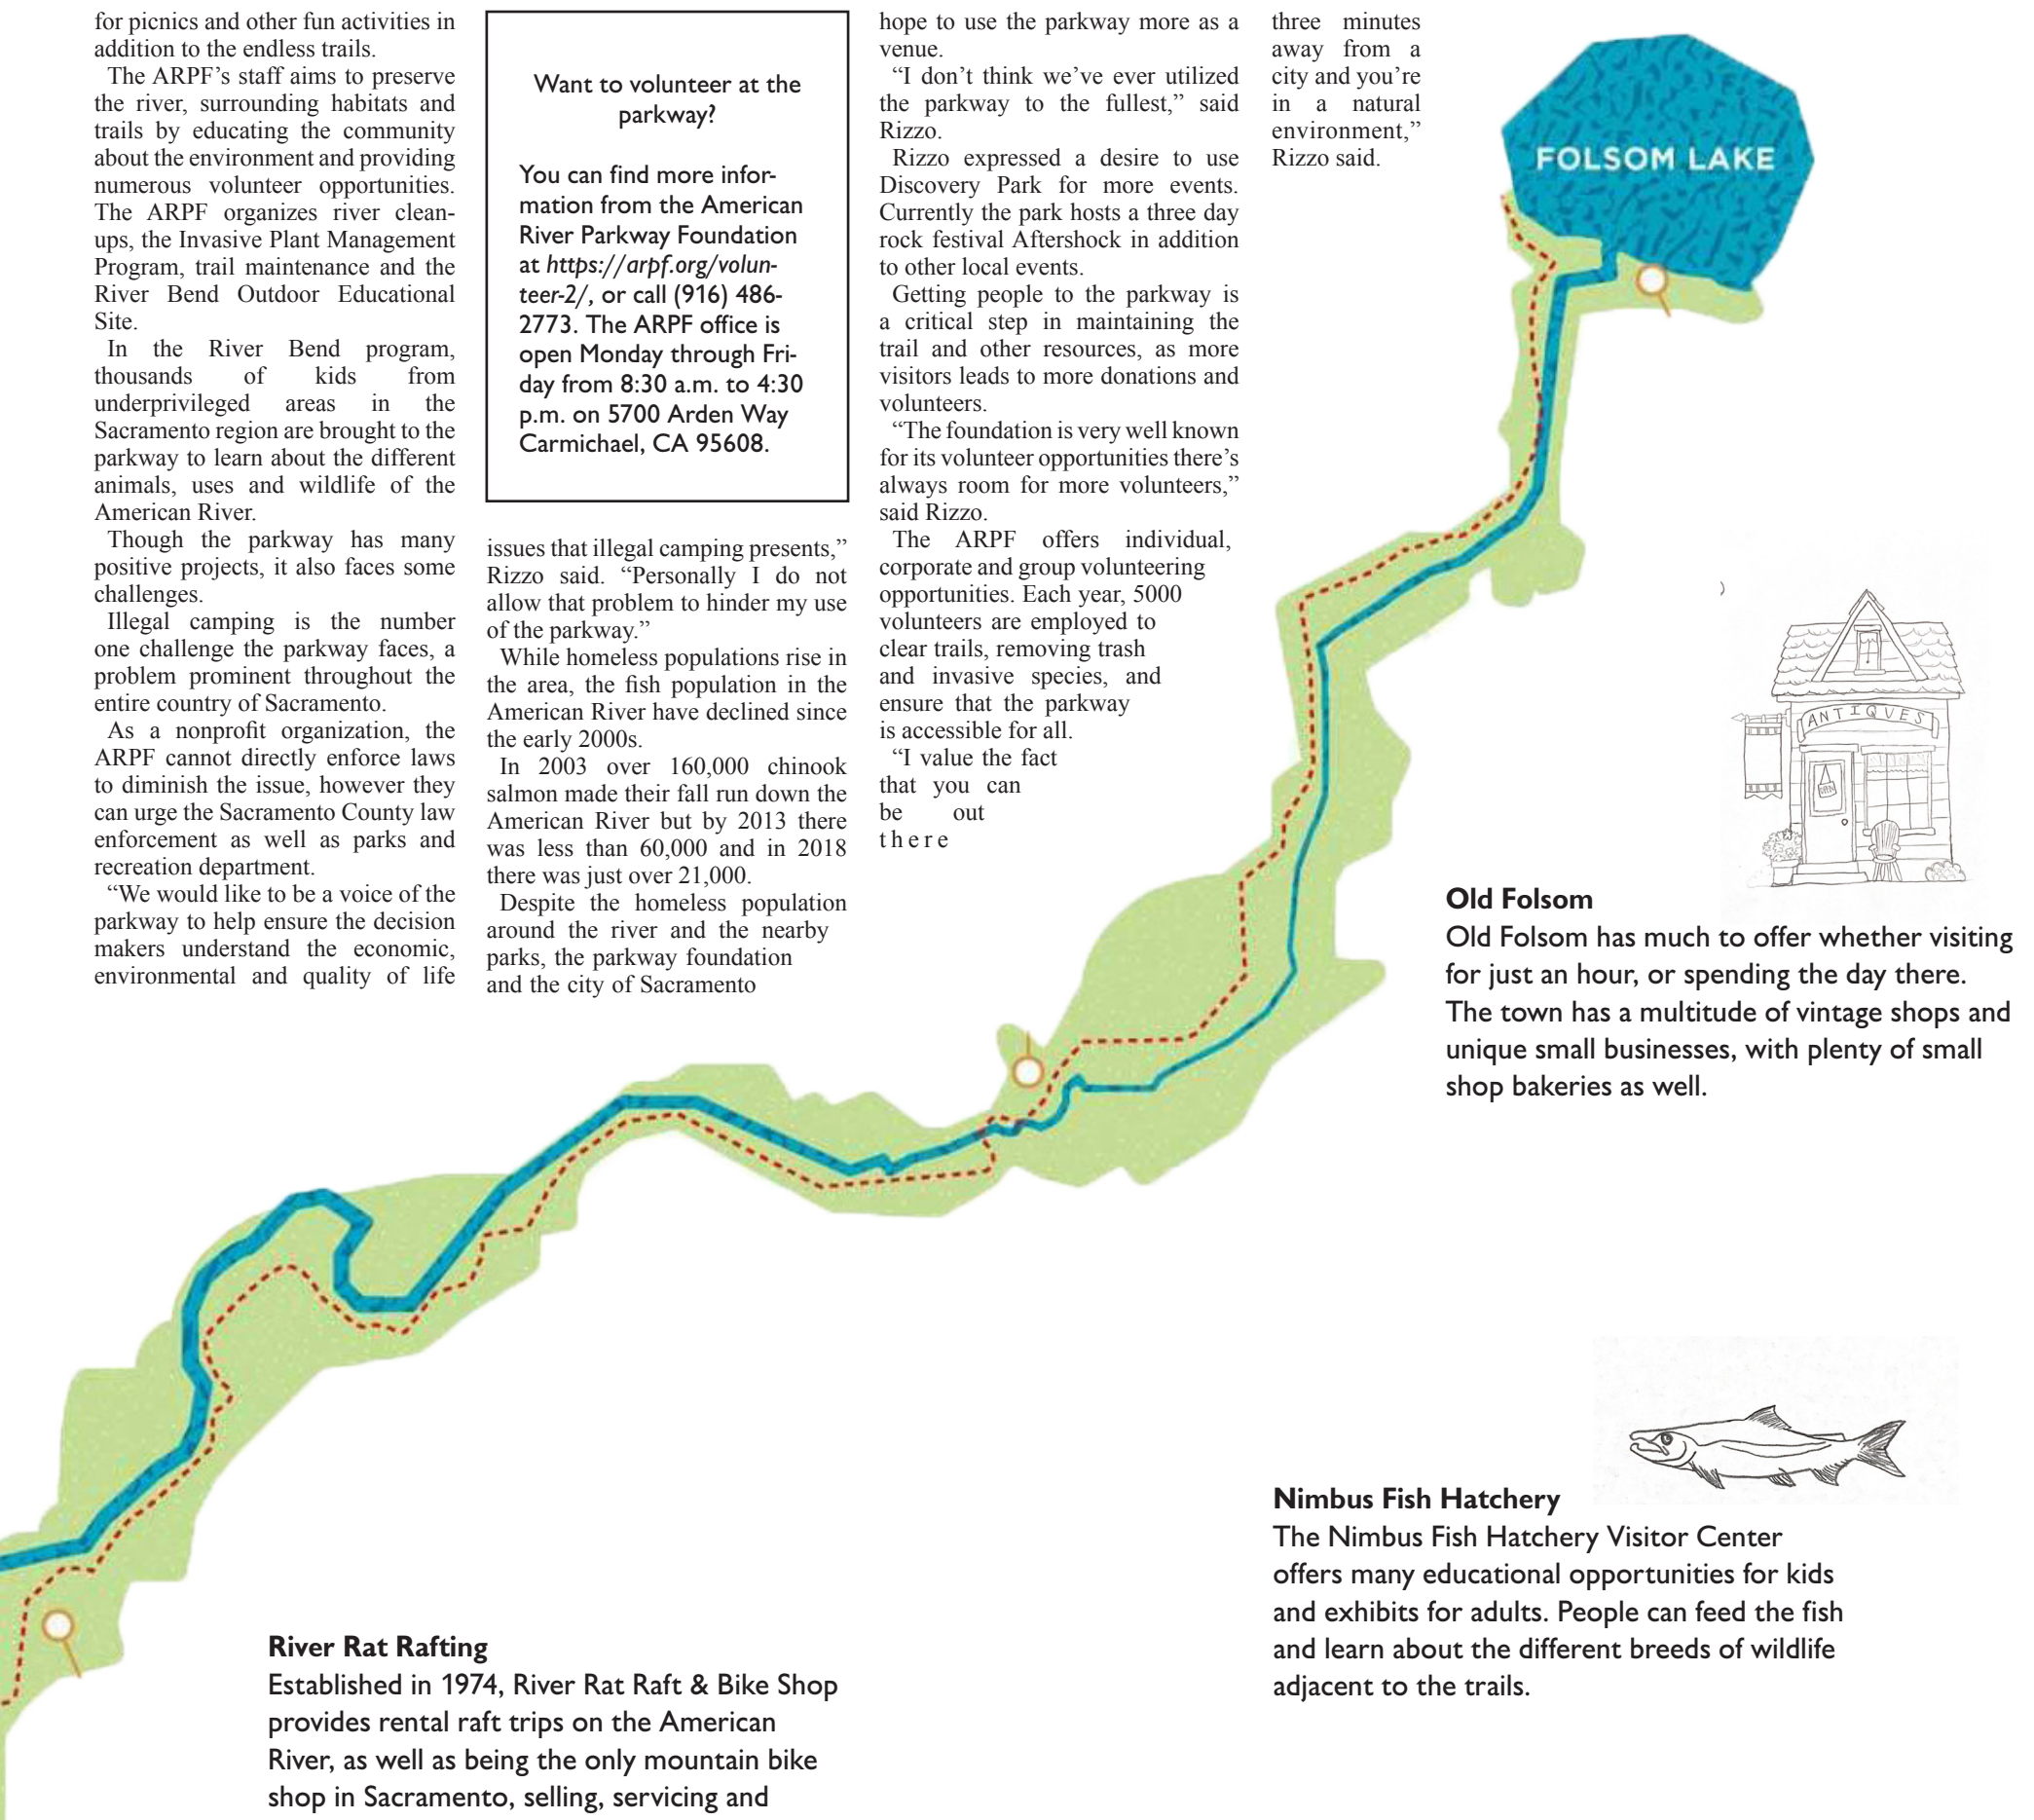 for picnics and other fun activities in
addition to the endless trails.
The ARPF’s staff aims to preserve
the river, surrounding habitats and
trails by educating the community
about the environment and providing
numerous volunteer opportunities.
The ARPF organizes river clean-
ups, the Invasive Plant Management
Program, trail maintenance and the
River Bend Outdoor Educational
Site.
In the River Bend program,
thousands of kids from
underprivileged areas in the
Sacramento region are brought to the
parkway to learn about the different
animals, uses and wildlife of the
American River.
Though the parkway has many
positive projects, it also faces some
challenges.
Illegal camping is the number
one challenge the parkway faces, a
problem prominent throughout the
entire country of Sacramento.
As a nonprofit organization, the
ARPF cannot directly enforce laws
to diminish the issue, however they
can urge the Sacramento County law
enforcement as well as parks and
recreation department.
“We would like to be a voice of the
parkway to help ensure the decision
makers understand the economic,
environmental and quality of life
Want to volunteer at the
parkway?
You can find more infor-
mation from the American
River Parkway Foundation
at https://arpf.org/volun-
teer-2/, or call (916) 486-
2773. The ARPF office is
open Monday through Fri-
day from 8:30 a.m. to 4:30
p.m. on 5700 Arden Way
Carmichael, CA 95608.
issues that illegal camping presents,”
Rizzo said. “Personally I do not
allow that problem to hinder my use
of the parkway.”
While homeless populations rise in
the area, the fish population in the
American River have declined since
the early 2000s.
In 2003 over 160,000 chinook
salmon made their fall run down the
American River but by 2013 there
was less than 60,000 and in 2018
there was just over 21,000.
Despite the homeless population
around the river and the nearby
parks, the parkway foundation
and the city of Sacramento
hope to use the parkway more as a
venue.
“I don’t think we’ve ever utilized
the parkway to the fullest,” said
Rizzo.
Rizzo expressed a desire to use
Discovery Park for more events.
Currently the park hosts a three day
rock festival Aftershock in addition
to other local events.
Getting people to the parkway is
a critical step in maintaining the
trail and other resources, as more
visitors leads to more donations and
volunteers.
“The foundation is very well known
for its volunteer opportunities there’s
always room for more volunteers,”
said Rizzo.
The ARPF offers individual,
corporate and group volunteering
opportunities. Each year, 5000
volunteers are employed to
clear trails, removing trash
and invasive species, and
ensure that the parkway
is accessible for all.
“I value the fact
that you can
be out
there
three minutes
away from a
city and you’re
in a natural
environment,”
Rizzo said.
FOLSOM LAKE
ANTIQUES
Old Folsom
Old Folsom has much to offer whether visiting
for just an hour, or spending the day there.
The town has a multitude of vintage shops and
unique small businesses, with plenty of small
shop bakeries as well.
Nimbus Fish Hatchery
The Nimbus Fish Hatchery Visitor Center
offers many educational opportunities for kids
and exhibits for adults. People can feed the fish
and learn about the different breeds of wildlife
adjacent to the trails.
River Rat Rafting
Established in 1974, River Rat Raft & Bike Shop
provides rental raft trips on the American
River, as well as being the only mountain bike
shop in Sacramento, selling, servicing and